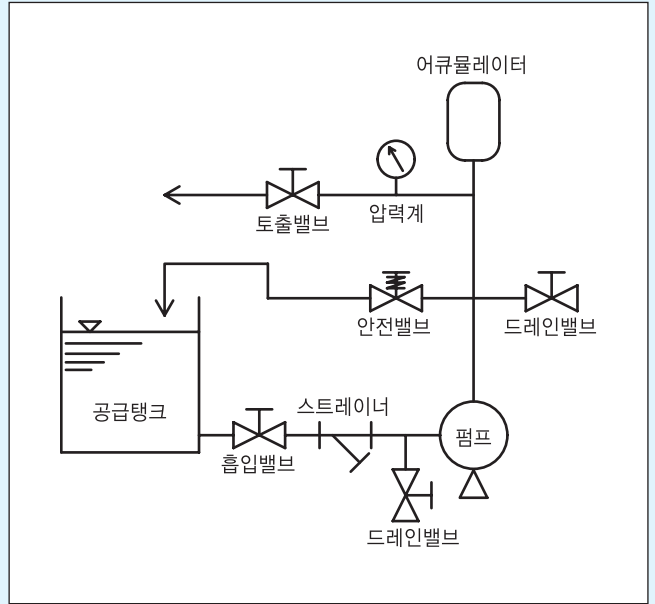 어큐뮬레이터
토출밸브
압력계
안전밸브
드레인밸브
공급탱크
스트레이너
펌프
흡입밸브
드레인밸브